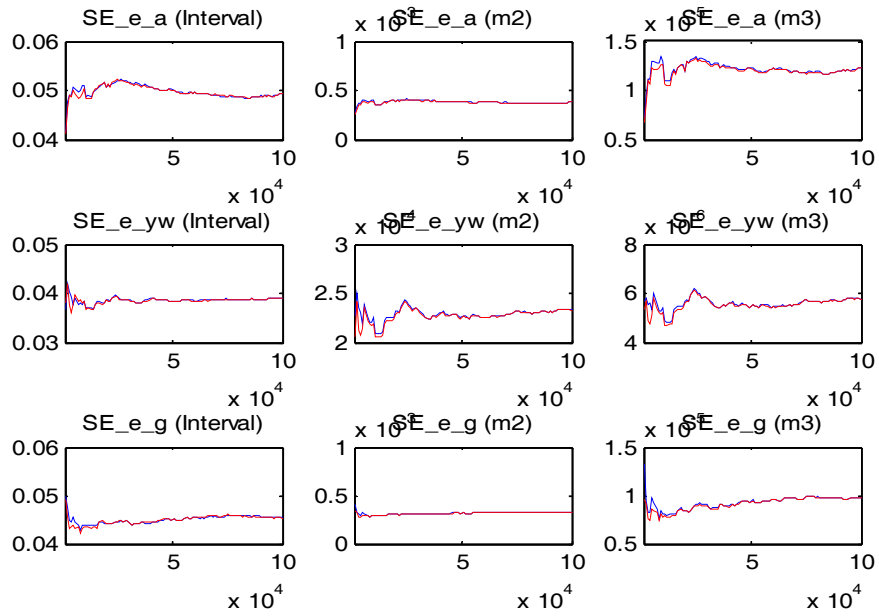 SE_e_a (Interval)
x 10^-3 SE_e_a (m2)
x 10^-5 SE_e_a (m3)
0.06 1 1.5
0.05 0.5 1
0.04 0 0.5
5 10 5 10 5 10
x 10^4 x 10^4 x 10^4
SE_e_yw (Interval)
x 10^-4 SE_e_yw (m2)
x 10^-6 SE_e_yw (m3)
0.05 3 8
0.04 2.5 6
0.03 2 4
5 10 5 10 5 10
x 10^4 x 10^4 x 10^4
SE_e_g (Interval)
x 10^-3 SE_e_g (m2)
x 10^-5 SE_e_g (m3)
0.06 1 1.5
0.05 0.5 1
0.04 0 0.5
5 10 5 10 5 10
x 10^4 x 10^4 x 10^4